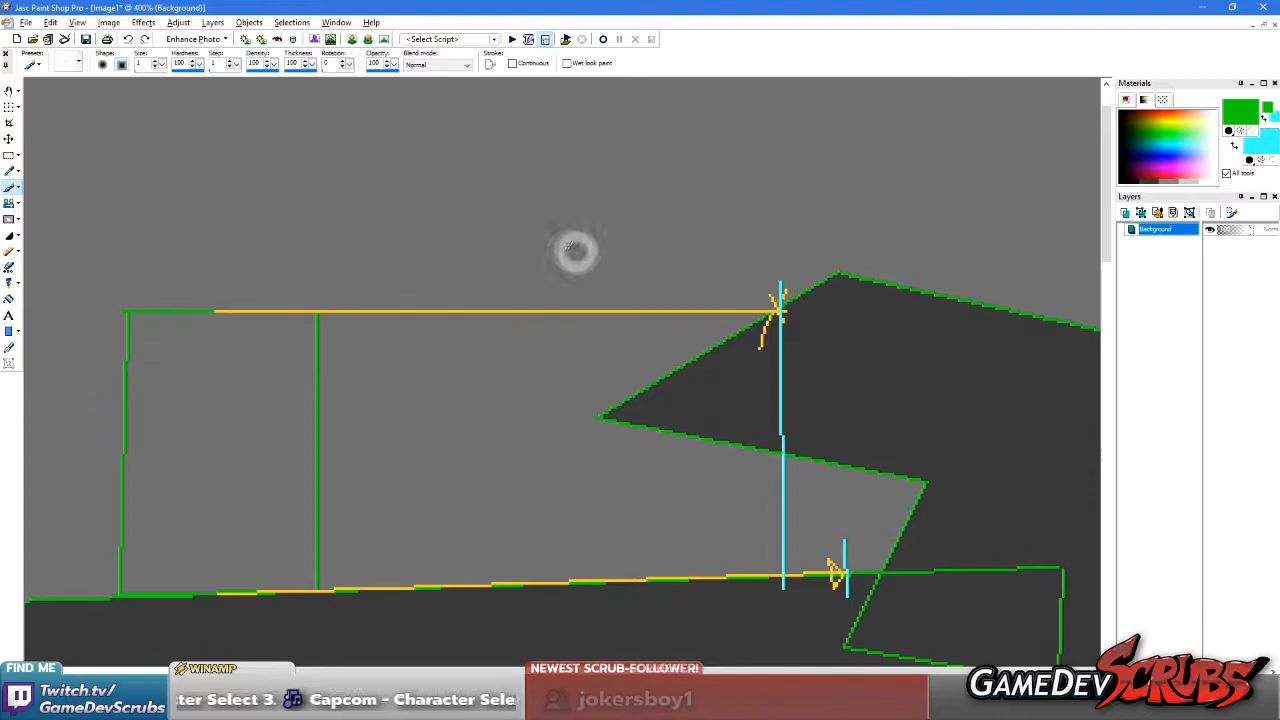 Jasc Paint Shop Pro - [Image1* @ 400% (Background)]
File Edit View Image Effects Adjust Layers Objects Selections Window Help
Enhance Photo <Select Script>
Presets: Shape: Size: Hardness: Step: Density: Thickness: Rotation: Opacity: Blend mode: Stroke:
1 100 1 100 100 0 100 Normal Continuous Wet look paint
Materials
All tools
Layers
Background Norm
FIND ME
Twitch.tv/
GameDevScrubs
WINAMP
ter Select 3. Capcom - Character Sele
NEWEST SCRUB-FOLLOWER!
jokersboy1
GAMEDEVSCRUBS